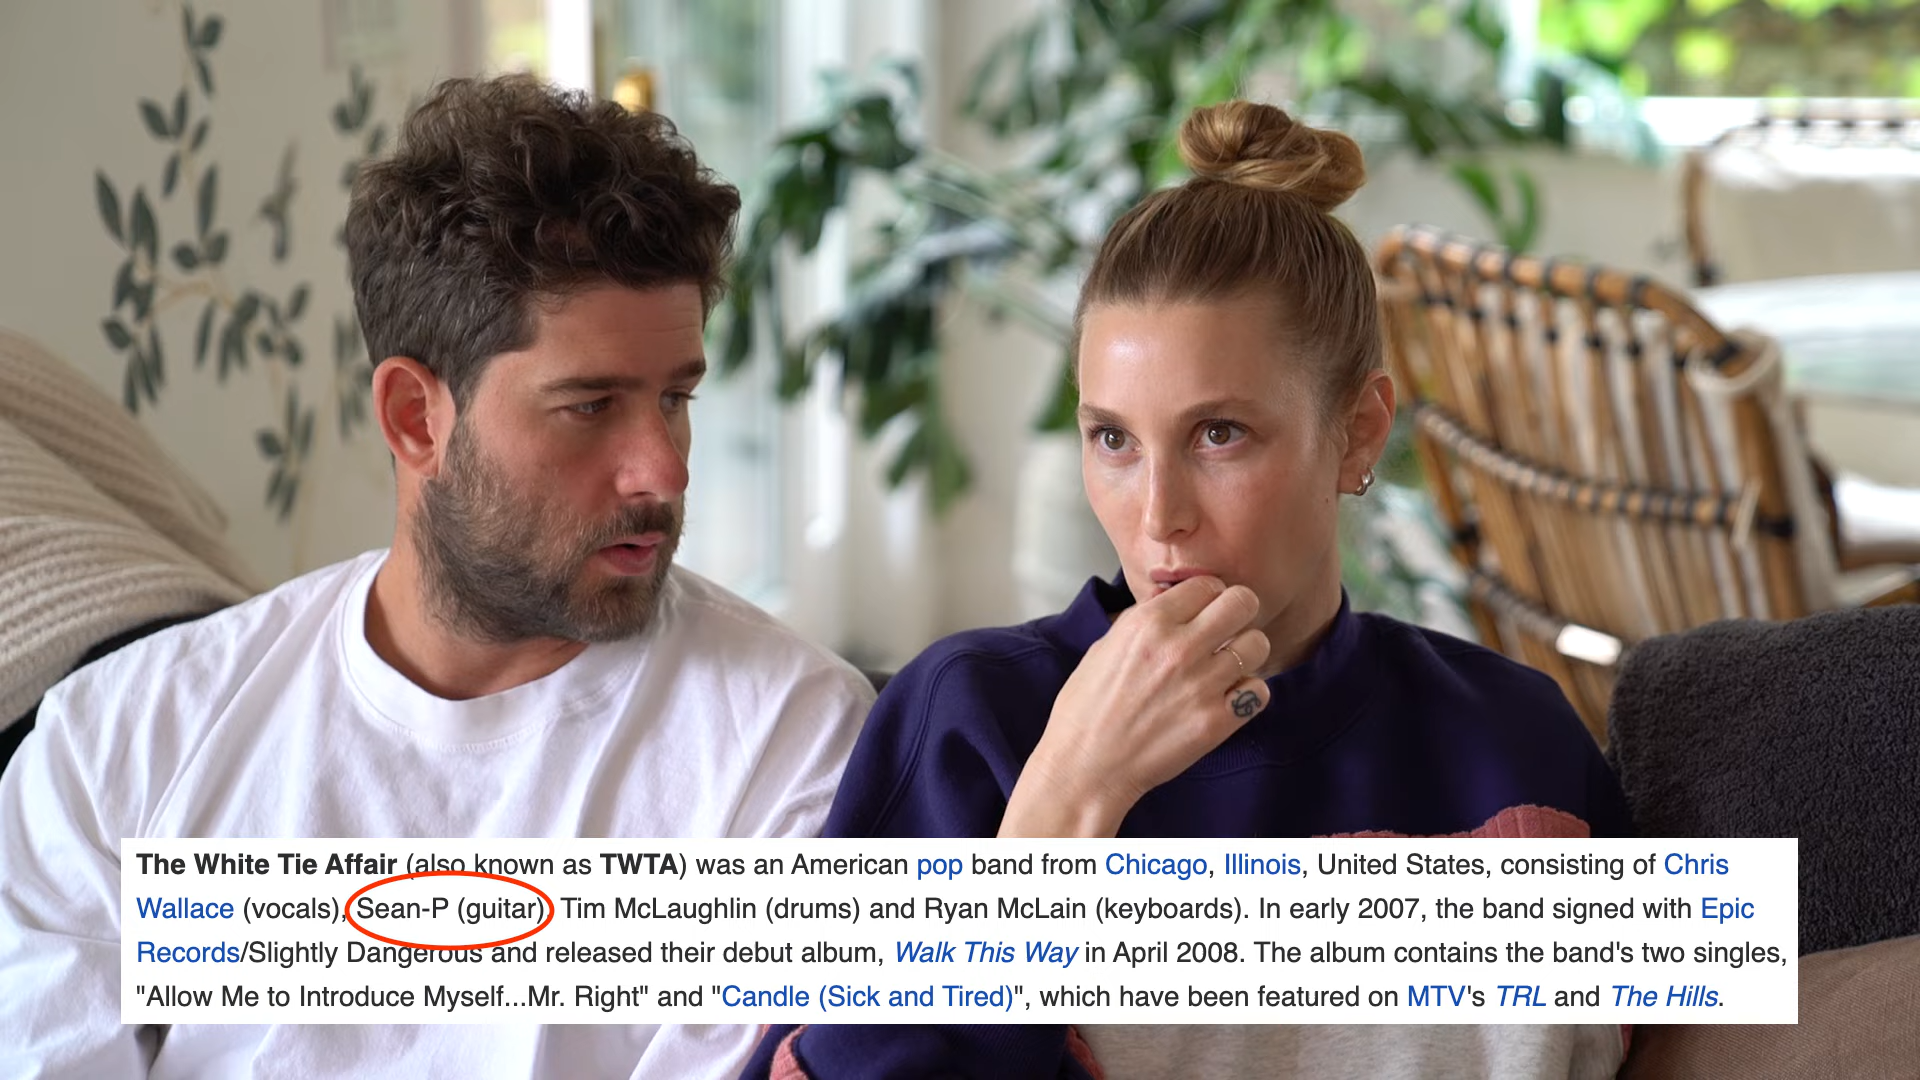 The White Tie Affair (also known as TWTA) was an American pop band from Chicago, Illinois, United States, consisting of Chris
Wallace (vocals), Sean-P (guitar), Tim McLaughlin (drums) and Ryan McLain (keyboards). In early 2007, the band signed with Epic
Records/Slightly Dangerous and released their debut album, Walk This Way in April 2008. The album contains the band's two singles,
"Allow Me to Introduce Myself...Mr. Right" and "Candle (Sick and Tired)", which have been featured on MTV's TRL and The Hills.